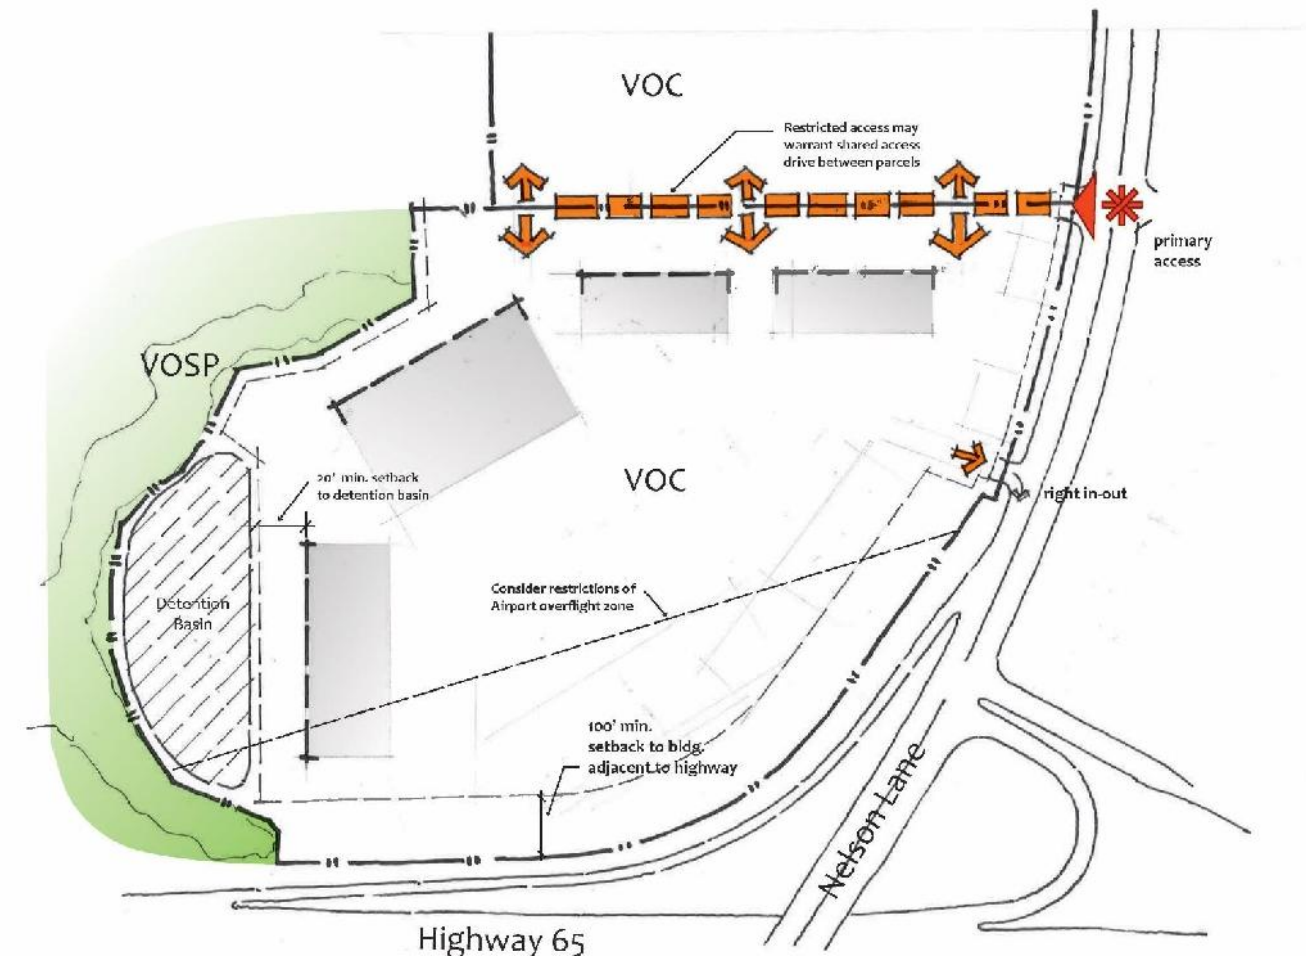 VOC
Restricted access may
warrant shared access
drive between parcels
primary
access
VOSP
20' min. setback
to detention basin
VOC
right in-out
Consider restrictions of
Airport overflight zone
Detention
Basin
100' min.
setback to bldg.
adjacent to highway
Nelson Lane
Highway 65